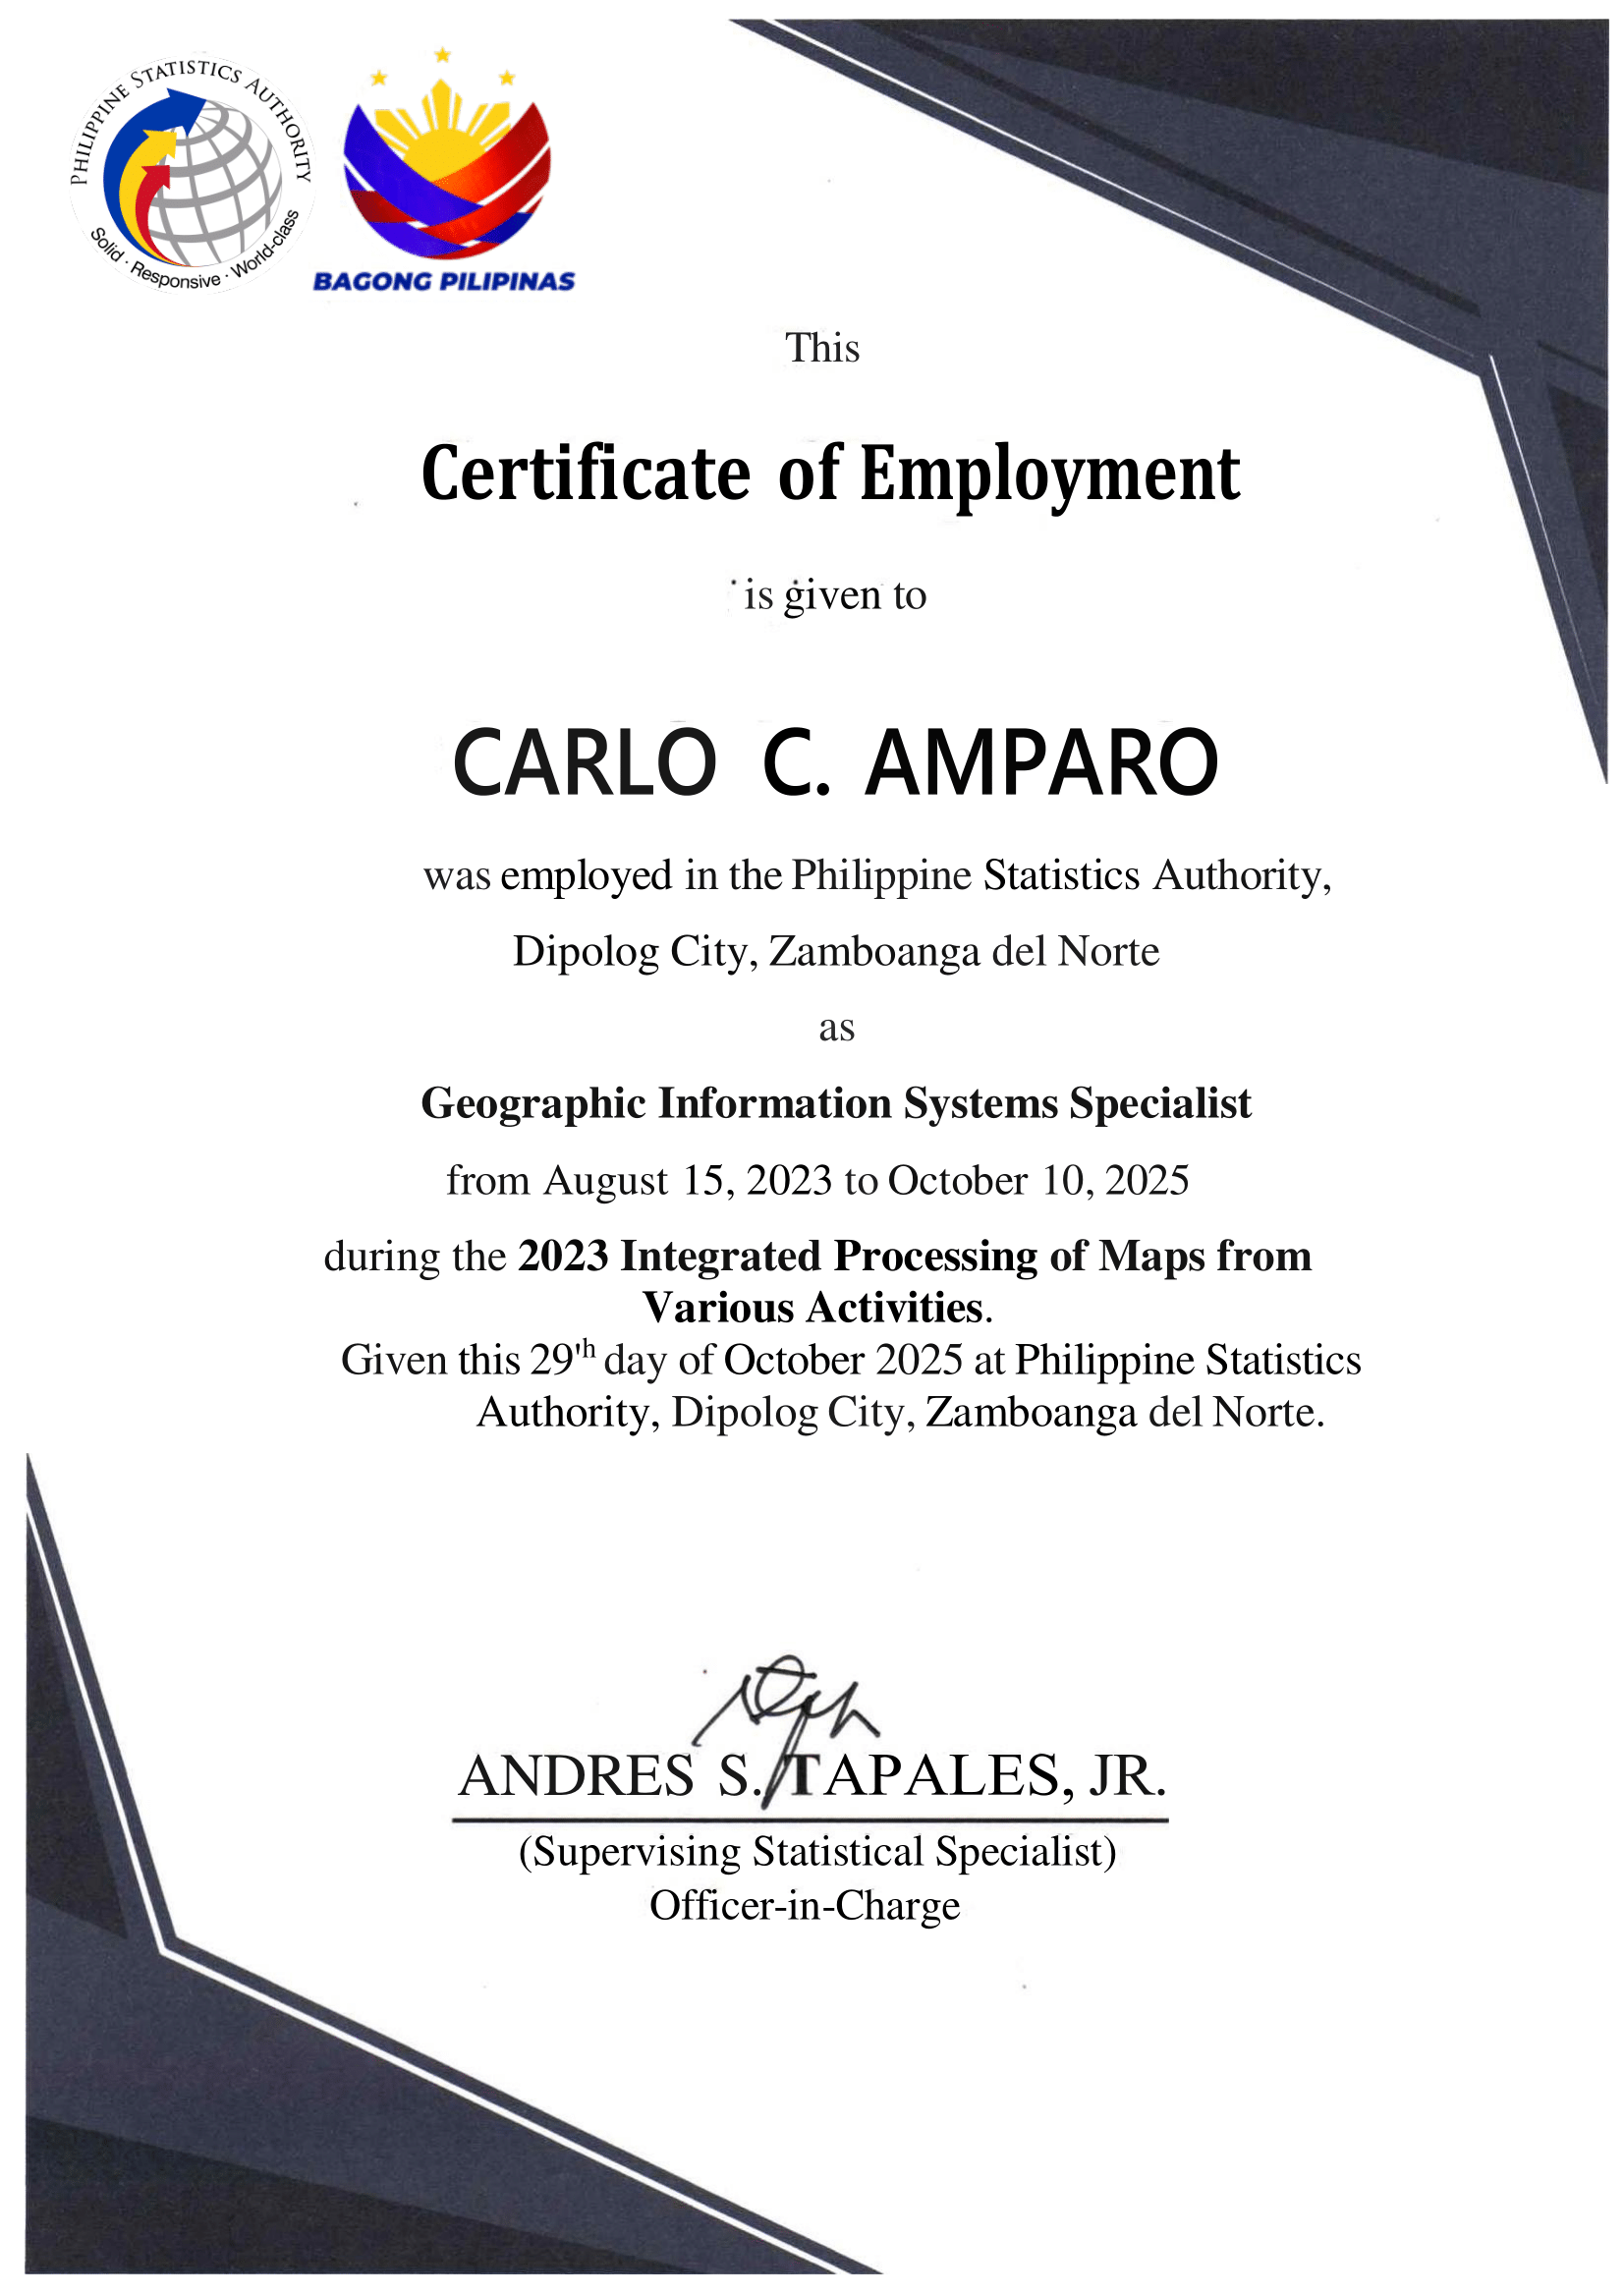 PHILIPPINE STATISTICS AUTHORITY
Solid · Responsive · World-class
BAGONG PILIPINAS
This
Certificate of Employment
is given to
CARLO C. AMPARO
was employed in the Philippine Statistics Authority,
Dipolog City, Zamboanga del Norte
as
Geographic Information Systems Specialist
from August 15, 2023 to October 10, 2025
during the 2023 Integrated Processing of Maps from
Various Activities.
Given this 29'h day of October 2025 at Philippine Statistics
Authority, Dipolog City, Zamboanga del Norte.
ANDRES S. TAPALES, JR.
(Supervising Statistical Specialist)
Officer-in-Charge